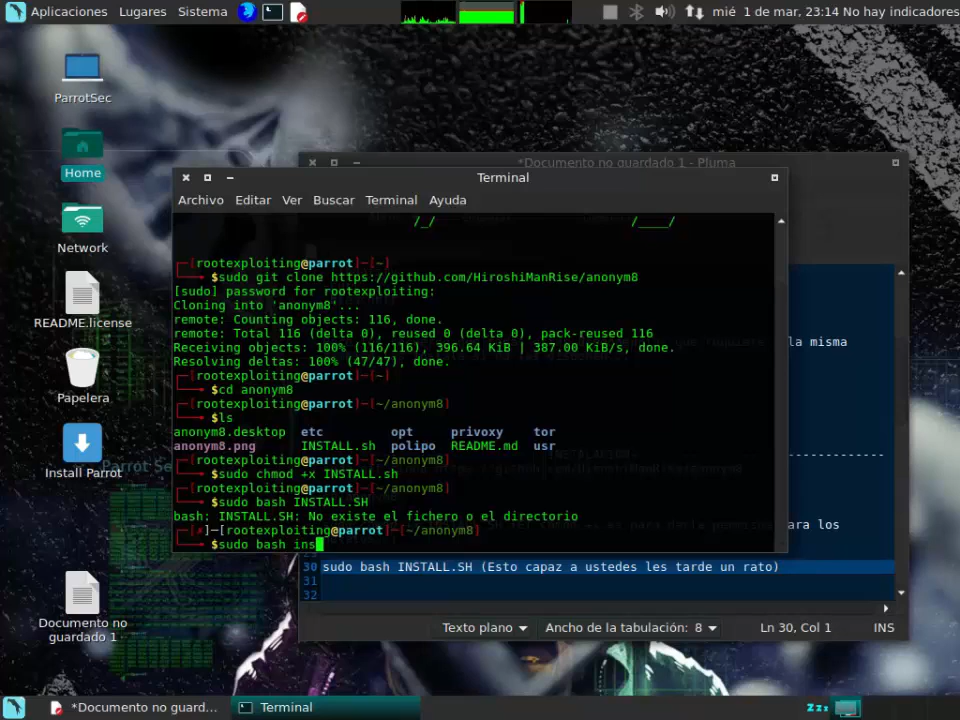 Aplicaciones Lugares Sistema mié 1 de mar, 23:14 No hay indicadores
ParrotSec
Home
Network
README.license
Papelera
Install Parrot
Documento no
guardado 1
*Documento no guardado 1 - Pluma
Terminal
Archivo Editar Ver Buscar Terminal Ayuda
/_/ /____/
┌─[rootexploiting@parrot]─[~]
└──╼ $sudo git clone https://github.com/HiroshiManRise/anonym8
[sudo] password for rootexploiting:
Cloning into 'anonym8'...
remote: Counting objects: 116, done.
remote: Total 116 (delta 0), reused 0 (delta 0), pack-reused 116
Receiving objects: 100% (116/116), 396.64 KiB | 387.00 KiB/s, done.
Resolving deltas: 100% (47/47), done.
┌─[rootexploiting@parrot]─[~]
└──╼ $cd anonym8
┌─[rootexploiting@parrot]─[~/anonym8]
└──╼ $ls
anonym8.desktop etc opt privoxy tor
anonym8.png INSTALL.sh polipo README.md usr
┌─[rootexploiting@parrot]─[~/anonym8]
└──╼ $sudo chmod +x INSTALL.sh
┌─[rootexploiting@parrot]─[~/anonym8]
└──╼ $sudo bash INSTALL.SH
bash: INSTALL.SH: No existe el fichero o el directorio
┌─[✗]─[rootexploiting@parrot]─[~/anonym8]
└──╼ $sudo bash ins
la misma
Parrot Sec
para los
30 sudo bash INSTALL.SH (Esto capaz a ustedes les tarde un rato)
31
32
Texto plano Ancho de la tabulación: 8 Ln 30, Col 1 INS
*Documento no guard... Terminal zzz